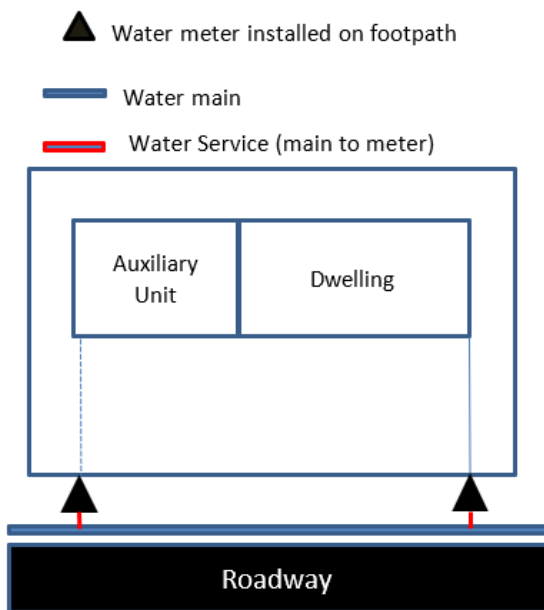 Water meter installed on footpath
Water main
Water Service (main to meter)
Auxiliary
Unit
Dwelling
Roadway